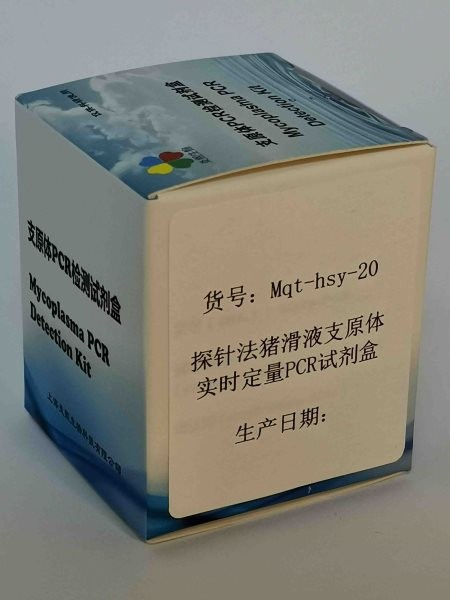 支原体PCR检测试剂盒
Mycoplasma PCR
Detection Kit
支原体PCR检测试剂盒
Mycoplasma PCR
Detection Kit
货号：Mqt-hsy-20
探针法猪滑液支原体
实时定量PCR试剂盒
生产日期：